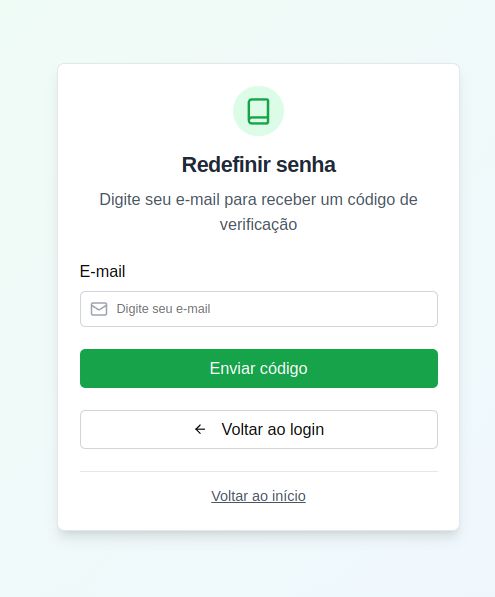 Redefinir senha
Digite seu e-mail para receber um código de
verificação
E-mail
Digite seu e-mail
Enviar código
Voltar ao login
Voltar ao início